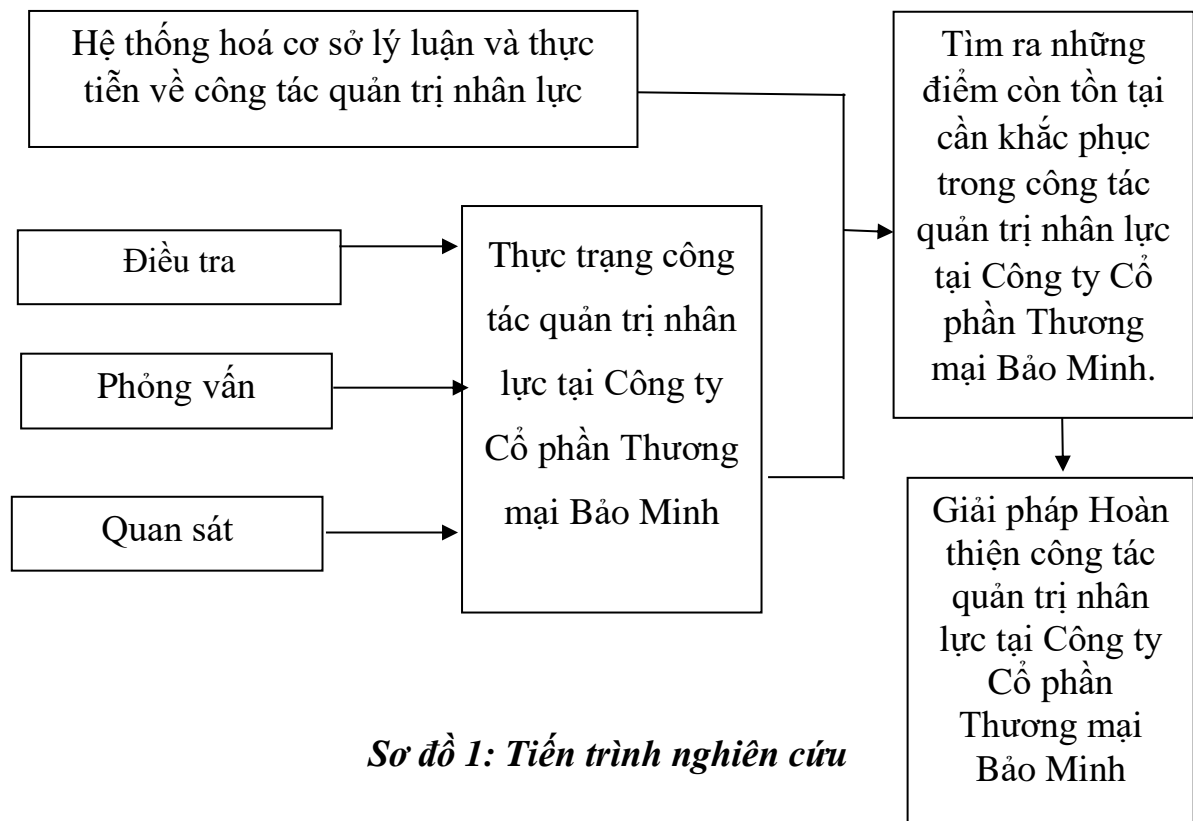 Hệ thống hoá cơ sở lý luận và thực
tiễn về công tác quản trị nhân lực
Điều tra
Phỏng vấn
Quan sát
Thực trạng công
tác quản trị nhân
lực tại Công ty
Cổ phần Thương
mại Bảo Minh
Tìm ra những
điểm còn tồn tại
cần khắc phục
trong công tác
quản trị nhân lực
tại Công ty Cổ
phần Thương
mại Bảo Minh.
Giải pháp Hoàn
thiện công tác
quản trị nhân
lực tại Công ty
Cổ phần
Thương mại
Bảo Minh
Sơ đồ 1: Tiến trình nghiên cứu